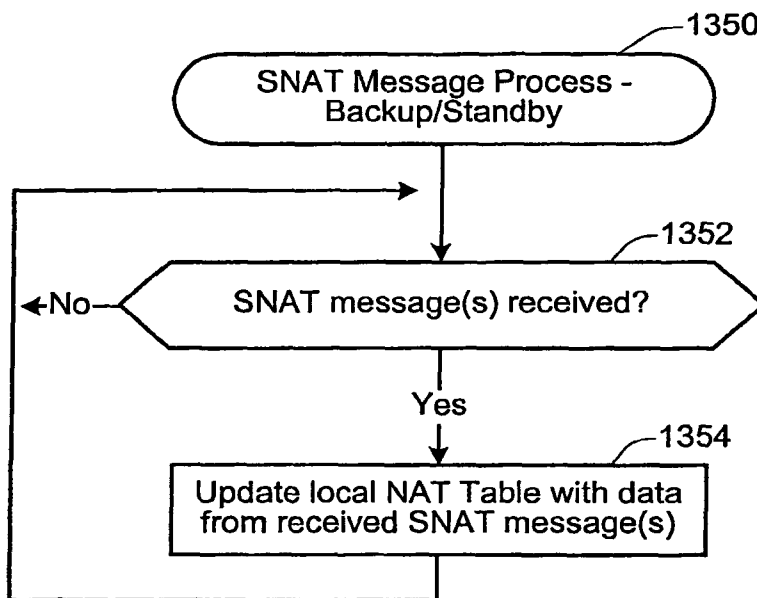 1350
SNAT Message Process -
Backup/Standby
1352
SNAT message(s) received?
No
Yes
1354
Update local NAT Table with data
from received SNAT message(s)